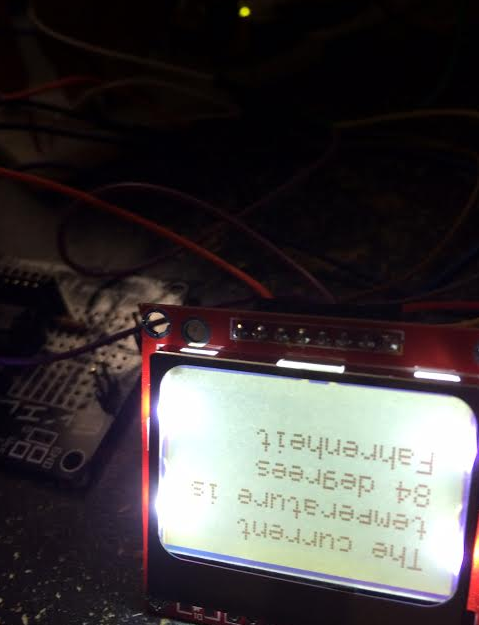 The current
temperature is
84 degrees
Fahrenheit